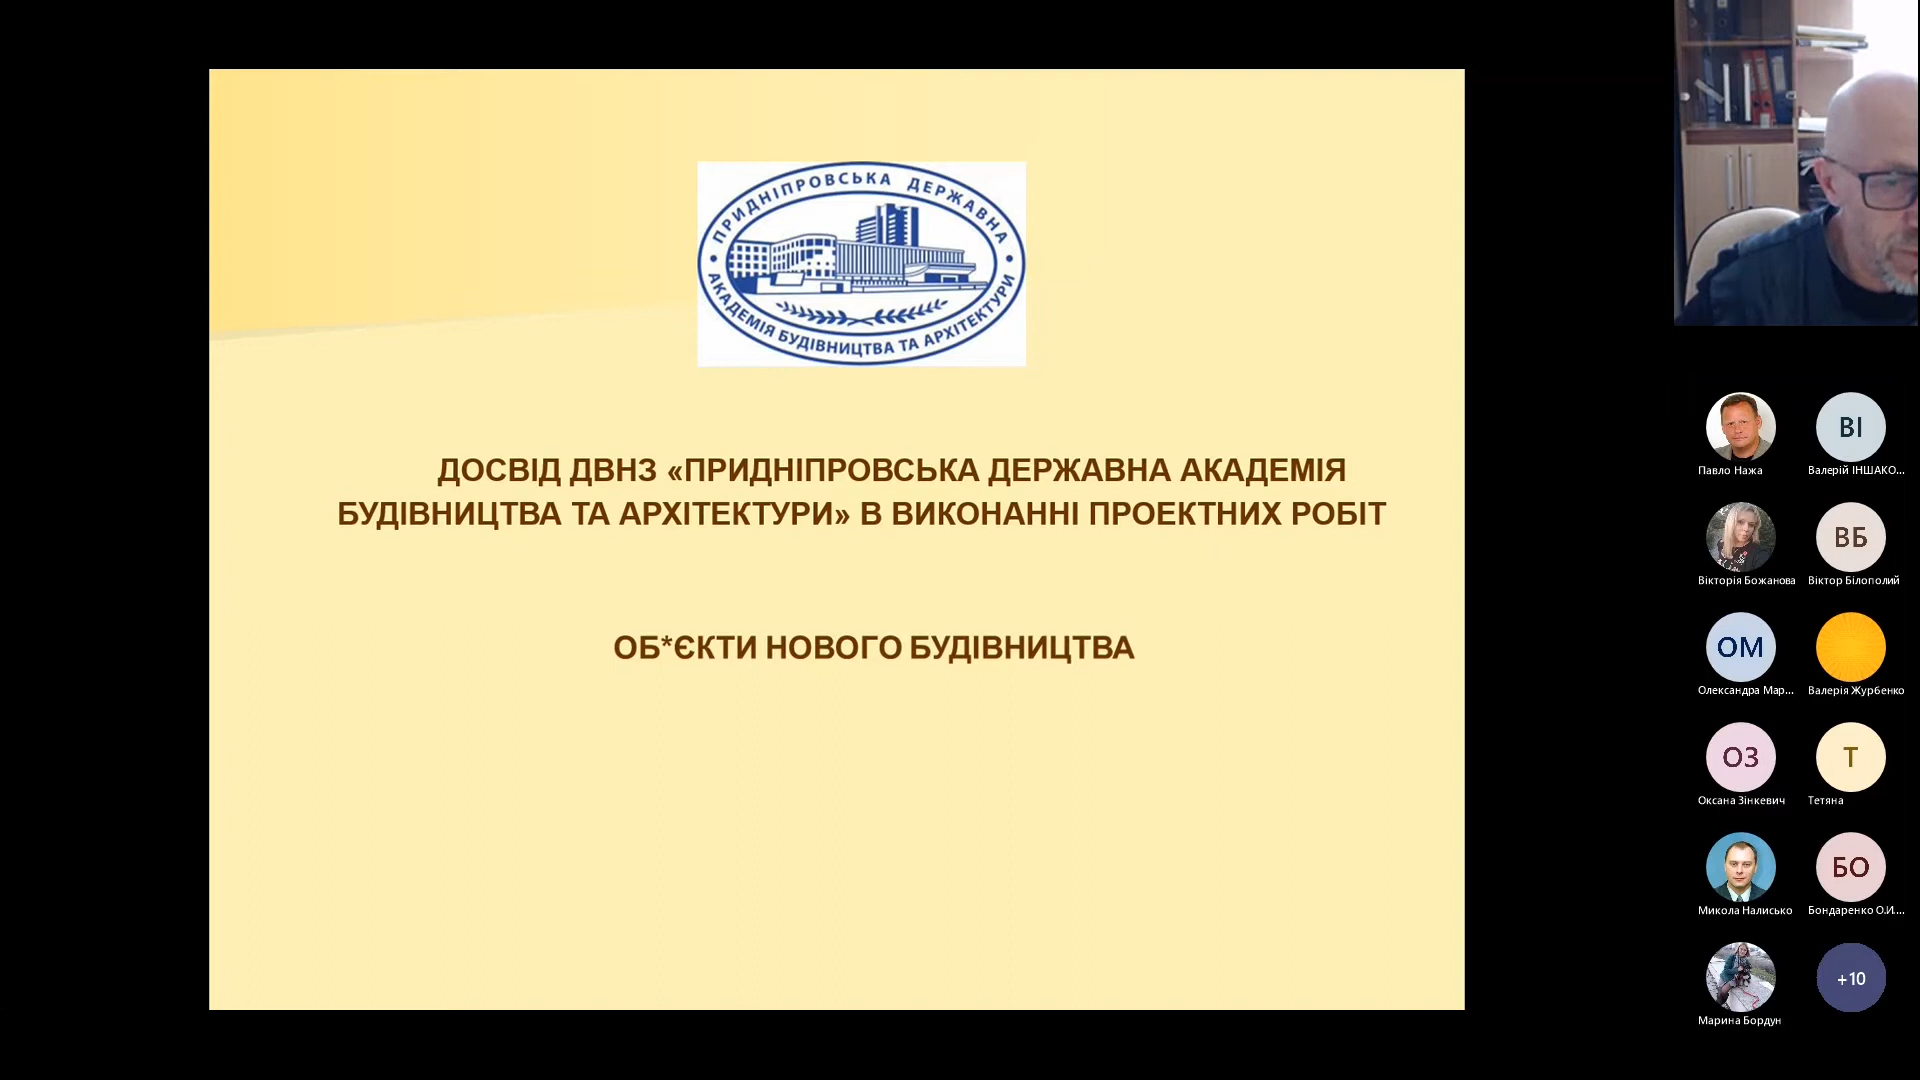 ПРИДНІПРОВСЬКА ДЕРЖАВНА
АКАДЕМІЯ БУДІВНИЦТВА ТА АРХІТЕКТУРИ
ДОСВІД ДВНЗ «ПРИДНІПРОВСЬКА ДЕРЖАВНА АКАДЕМІЯ
БУДІВНИЦТВА ТА АРХІТЕКТУРИ» В ВИКОНАННІ ПРОЕКТНИХ РОБІТ
ОБ*ЄКТИ НОВОГО БУДІВНИЦТВА
ВІ
Павло Нажа
Валерій ІНШАКО...
ВБ
Вікторія Божанова
Віктор Білополий
ОМ
Олександра Мар...
Валерія Журбенко
ОЗ
Т
Оксана Зінкевич
Тетяна
БО
Микола Налисько
Бондаренко О.И....
+10
Марина Бордун